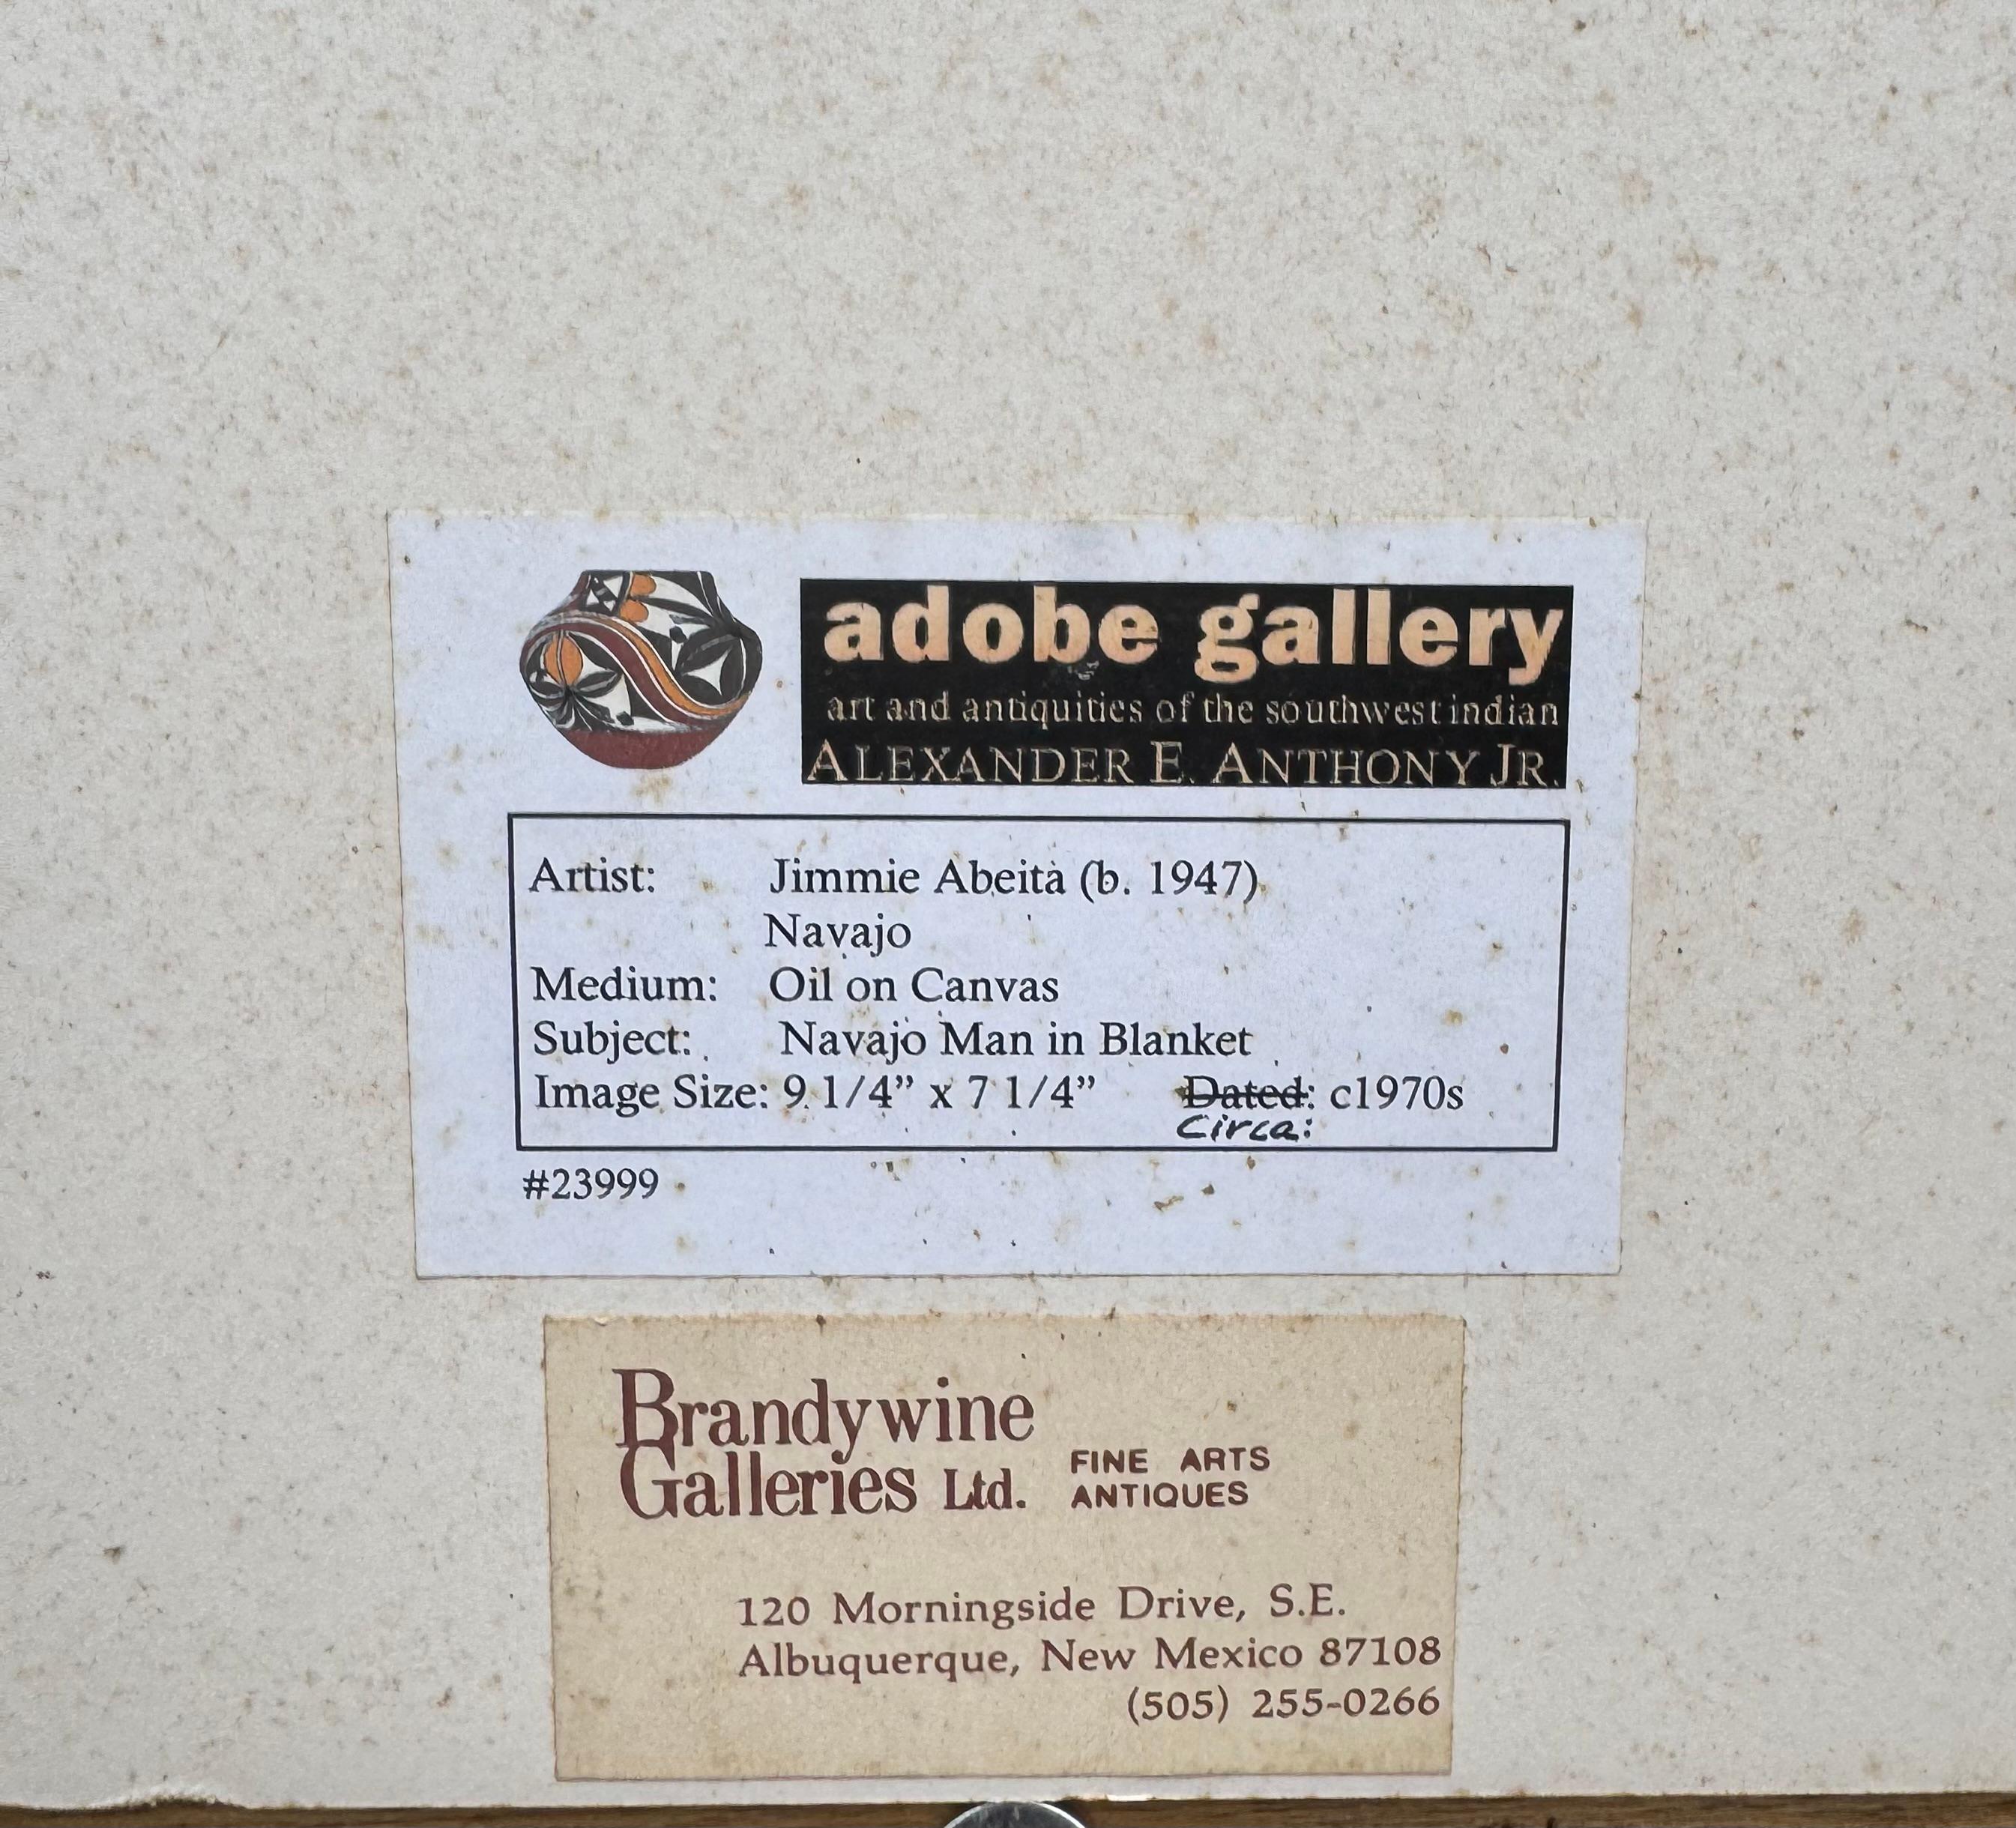 adobe gallery
art and antiquities of the southwest indian
ALEXANDER E. ANTHONY JR.
Artist: Jimmie Abeita (b. 1947)
Navajo
Medium: Oil on Canvas
Subject: Navajo Man in Blanket
Image Size: 9 1/4” x 7 1/4” Dated: c1970s
Circa:
#23999
Brandywine
Galleries Ltd. FINE ARTS
ANTIQUES
120 Morningside Drive, S.E.
Albuquerque, New Mexico 87108
(505) 255-0266